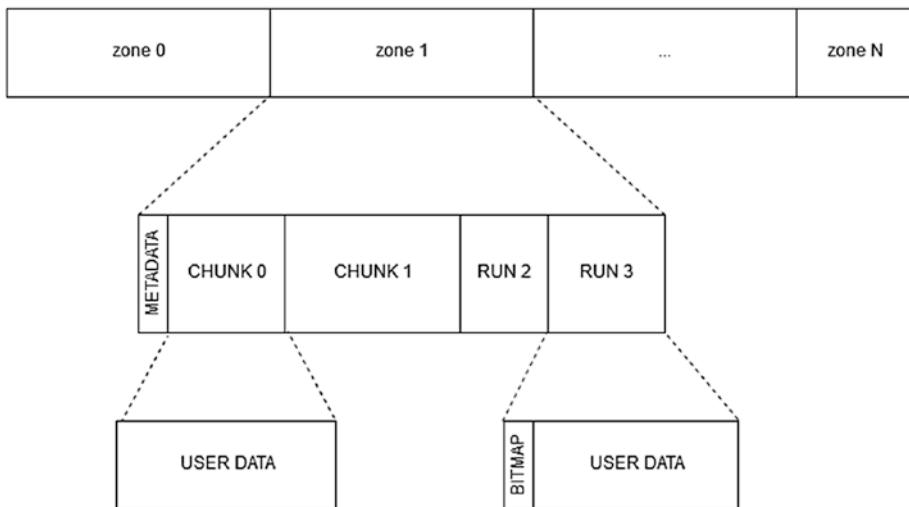 zone 0
zone 1
...
zone N
METADATA
CHUNK 0
CHUNK 1
RUN 2
RUN 3
USER DATA
BITMAP
USER DATA